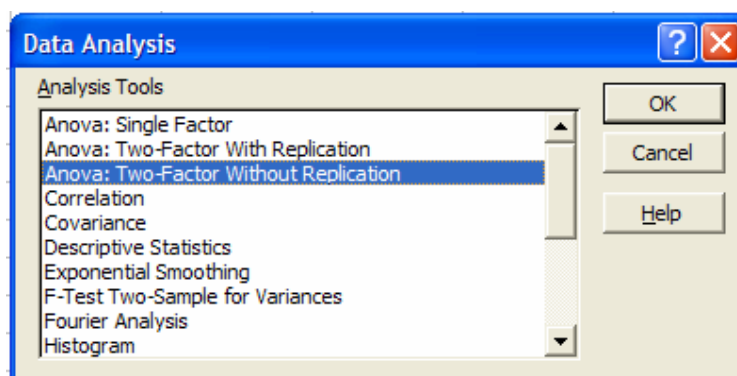 Data Analysis
Analysis Tools
Anova: Single Factor
Anova: Two-Factor With Replication
Anova: Two-Factor Without Replication
Correlation
Covariance
Descriptive Statistics
Exponential Smoothing
F-Test Two-Sample for Variances
Fourier Analysis
Histogram
OK
Cancel
Help